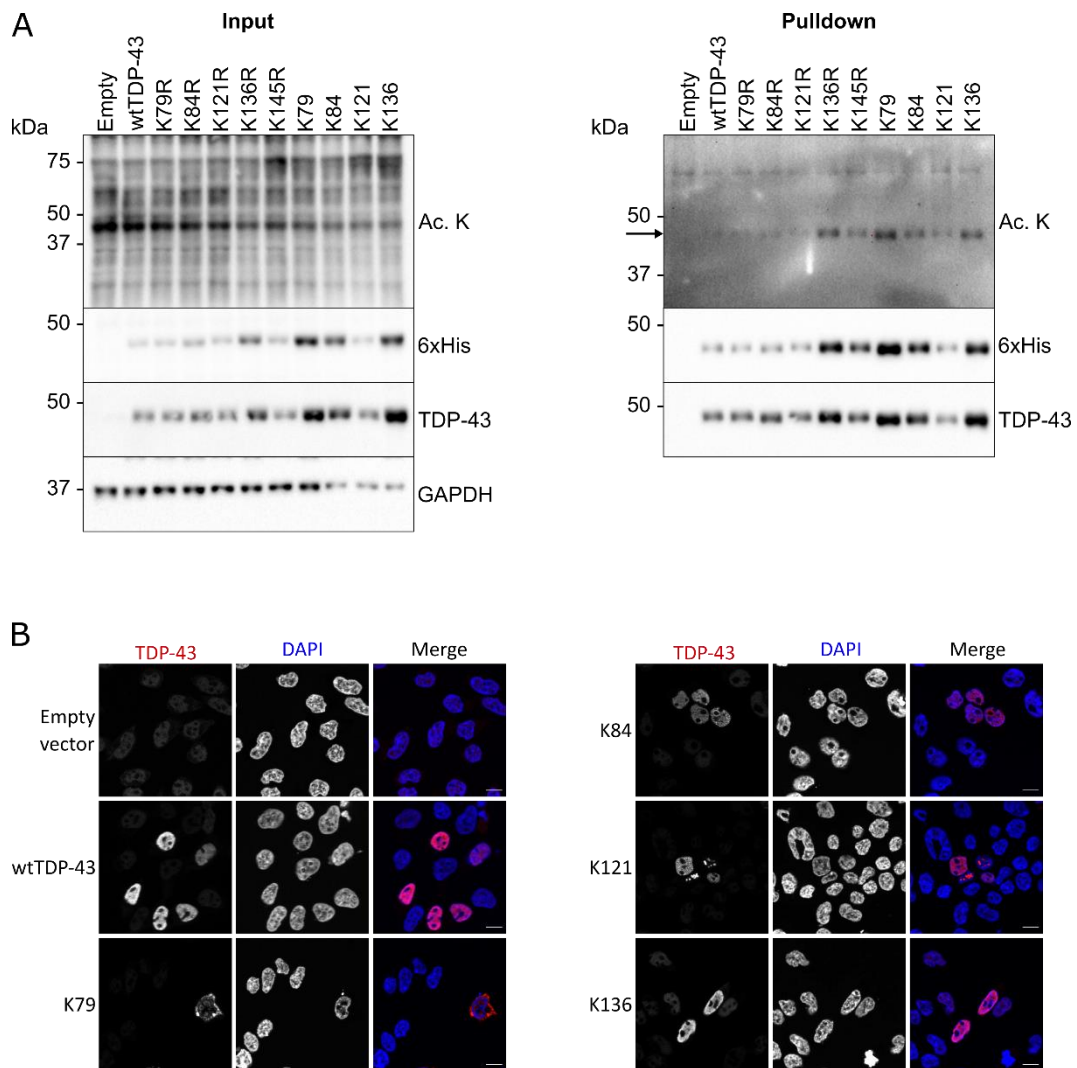 A
Input
Empty
wtTDP-43
K79R
K84R
K121R
K136R
K145R
K79
K84
K121
K136
kDa
75
50
37
Ac. K
50
6xHis
50
TDP-43
37
GAPDH
Pulldown
Empty
wtTDP-43
K79R
K84R
K121R
K136R
K145R
K79
K84
K121
K136
kDa
50
37
Ac. K
50
6xHis
50
TDP-43
B
TDP-43 DAPI Merge
Empty
vector
wtTDP-43
K79
TDP-43 DAPI Merge
K84
K121
K136